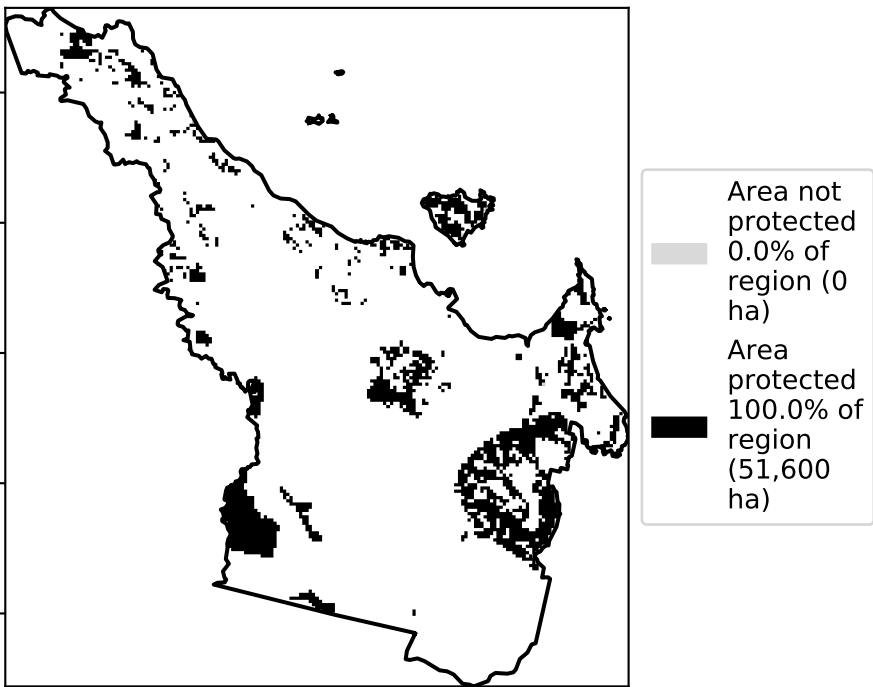 Area not
protected
0.0% of
region (0
ha)
Area
protected
100.0% of
region
(51,600
ha)